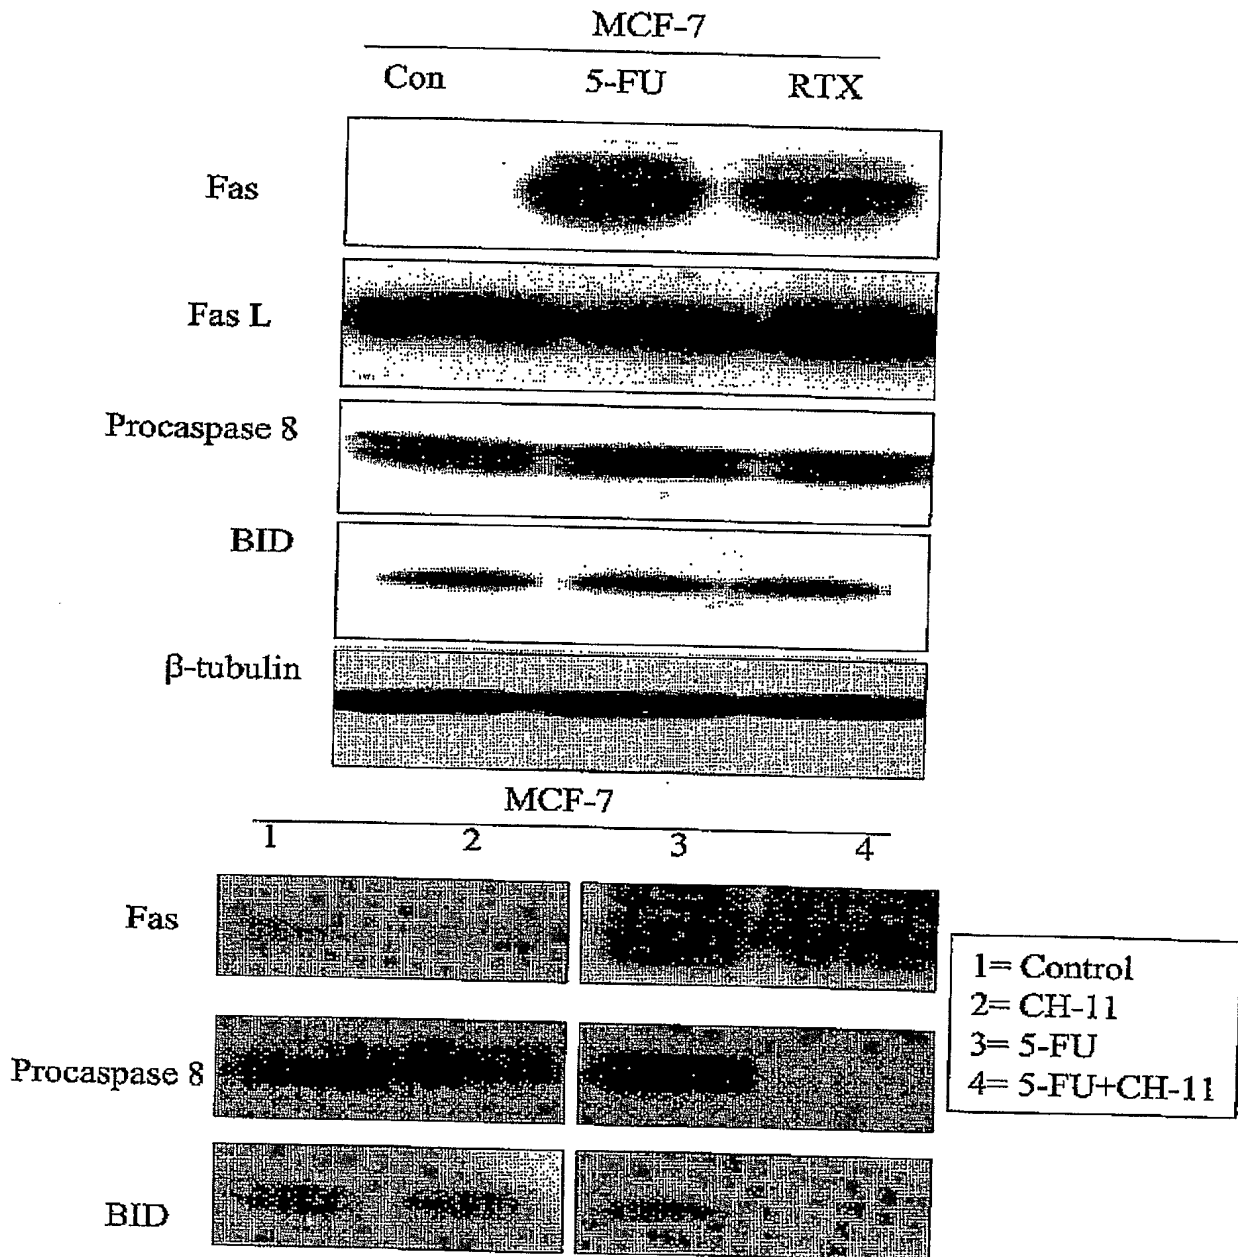 MCF-7
Con 5-FU RTX
Fas
Fas L
Procaspase 8
BID
β-tubulin
MCF-7
1 2 3 4
Fas
Procaspase 8
BID
1= Control
2= CH-11
3= 5-FU
4= 5-FU+CH-11